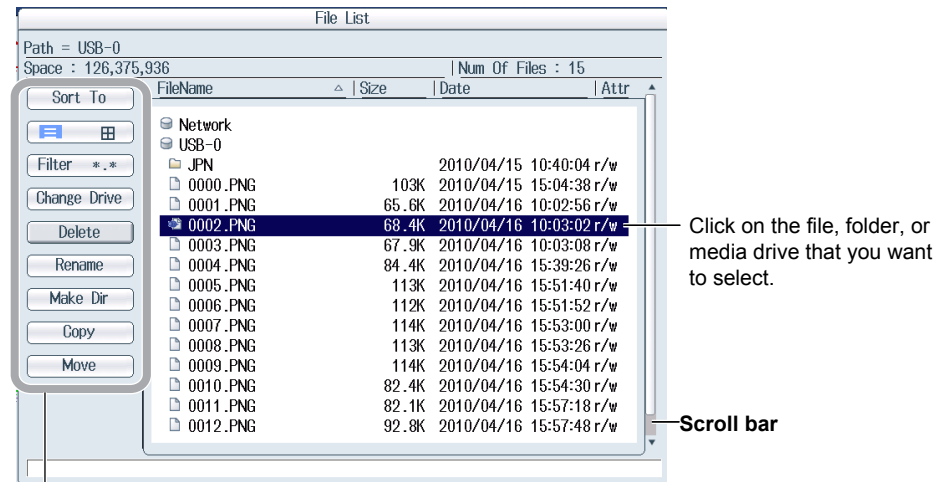 File List
Path = USB-0
Space : 126,375,936 | Num Of Files : 15
FileName | Size | Date | Attr
Sort To
Filter *.*
Change Drive
Delete
Rename
Make Dir
Copy
Move
Network
USB-0
JPN 2010/04/15 10:40:04 r/w
0000.PNG 103K 2010/04/15 15:04:38 r/w
0001.PNG 65.6K 2010/04/16 10:02:56 r/w
0002.PNG 68.4K 2010/04/16 10:03:02 r/w
0003.PNG 67.9K 2010/04/16 10:03:08 r/w
0004.PNG 84.4K 2010/04/16 15:39:26 r/w
0005.PNG 113K 2010/04/16 15:51:40 r/w
0006.PNG 112K 2010/04/16 15:51:52 r/w
0007.PNG 114K 2010/04/16 15:53:00 r/w
0008.PNG 113K 2010/04/16 15:53:26 r/w
0009.PNG 114K 2010/04/16 15:54:04 r/w
0010.PNG 82.4K 2010/04/16 15:54:30 r/w
0011.PNG 82.1K 2010/04/16 15:57:18 r/w
0012.PNG 92.8K 2010/04/16 15:57:48 r/w
Click on the file, folder, or
media drive that you want
to select.
Scroll bar